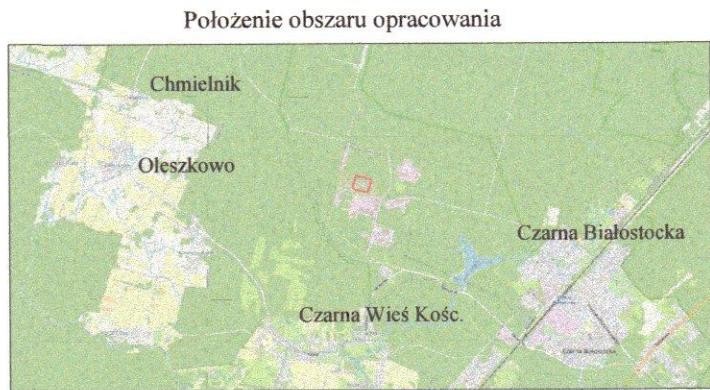 Położenie obszaru opracowania
Chmielnik
Oleszkowo
Czarna Białostocka
Czarna Wieś Kośc.